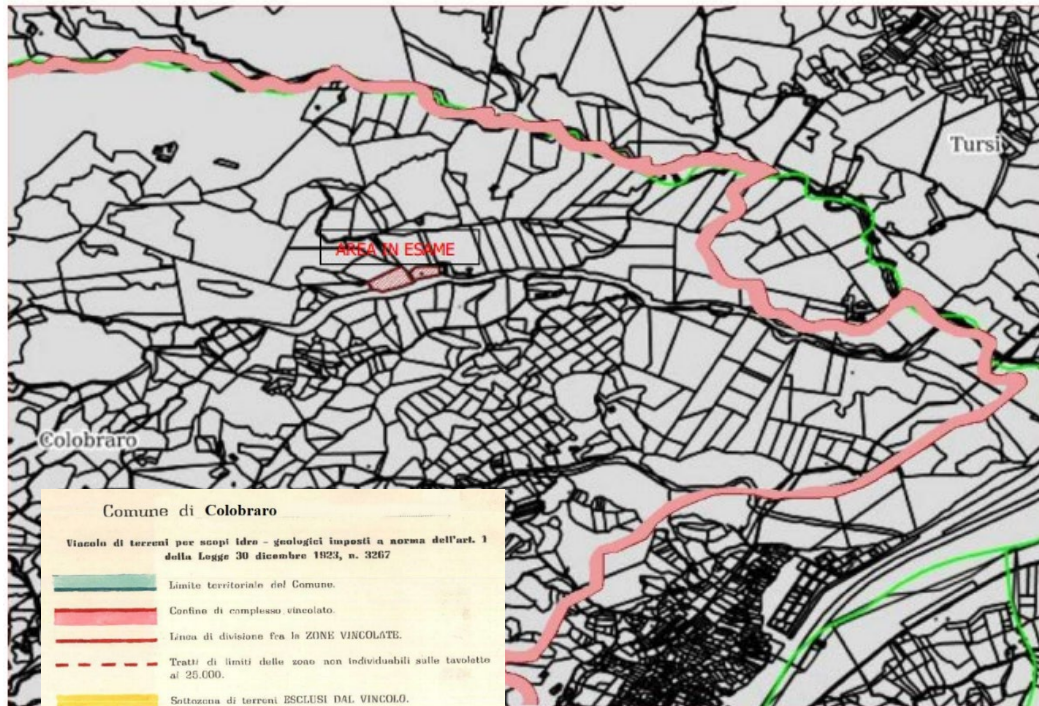 Tursi
AREA IN ESAME
Colobraro
Comune di Colobraro
Vincolo di terreni per scopi idro - geologici imposti a norma dell'art. 1
della Legge 30 dicembre 1923, n. 3267
Limite territoriale del Comune.
Confine di complesso vincolato.
Linea di divisione fra le ZONE VINCOLATE.
Tratti di limiti delle zone non individuabili sulle tavolette
al 25.000.
Sottozona di terreni ESCLUSI DAL VINCOLO.